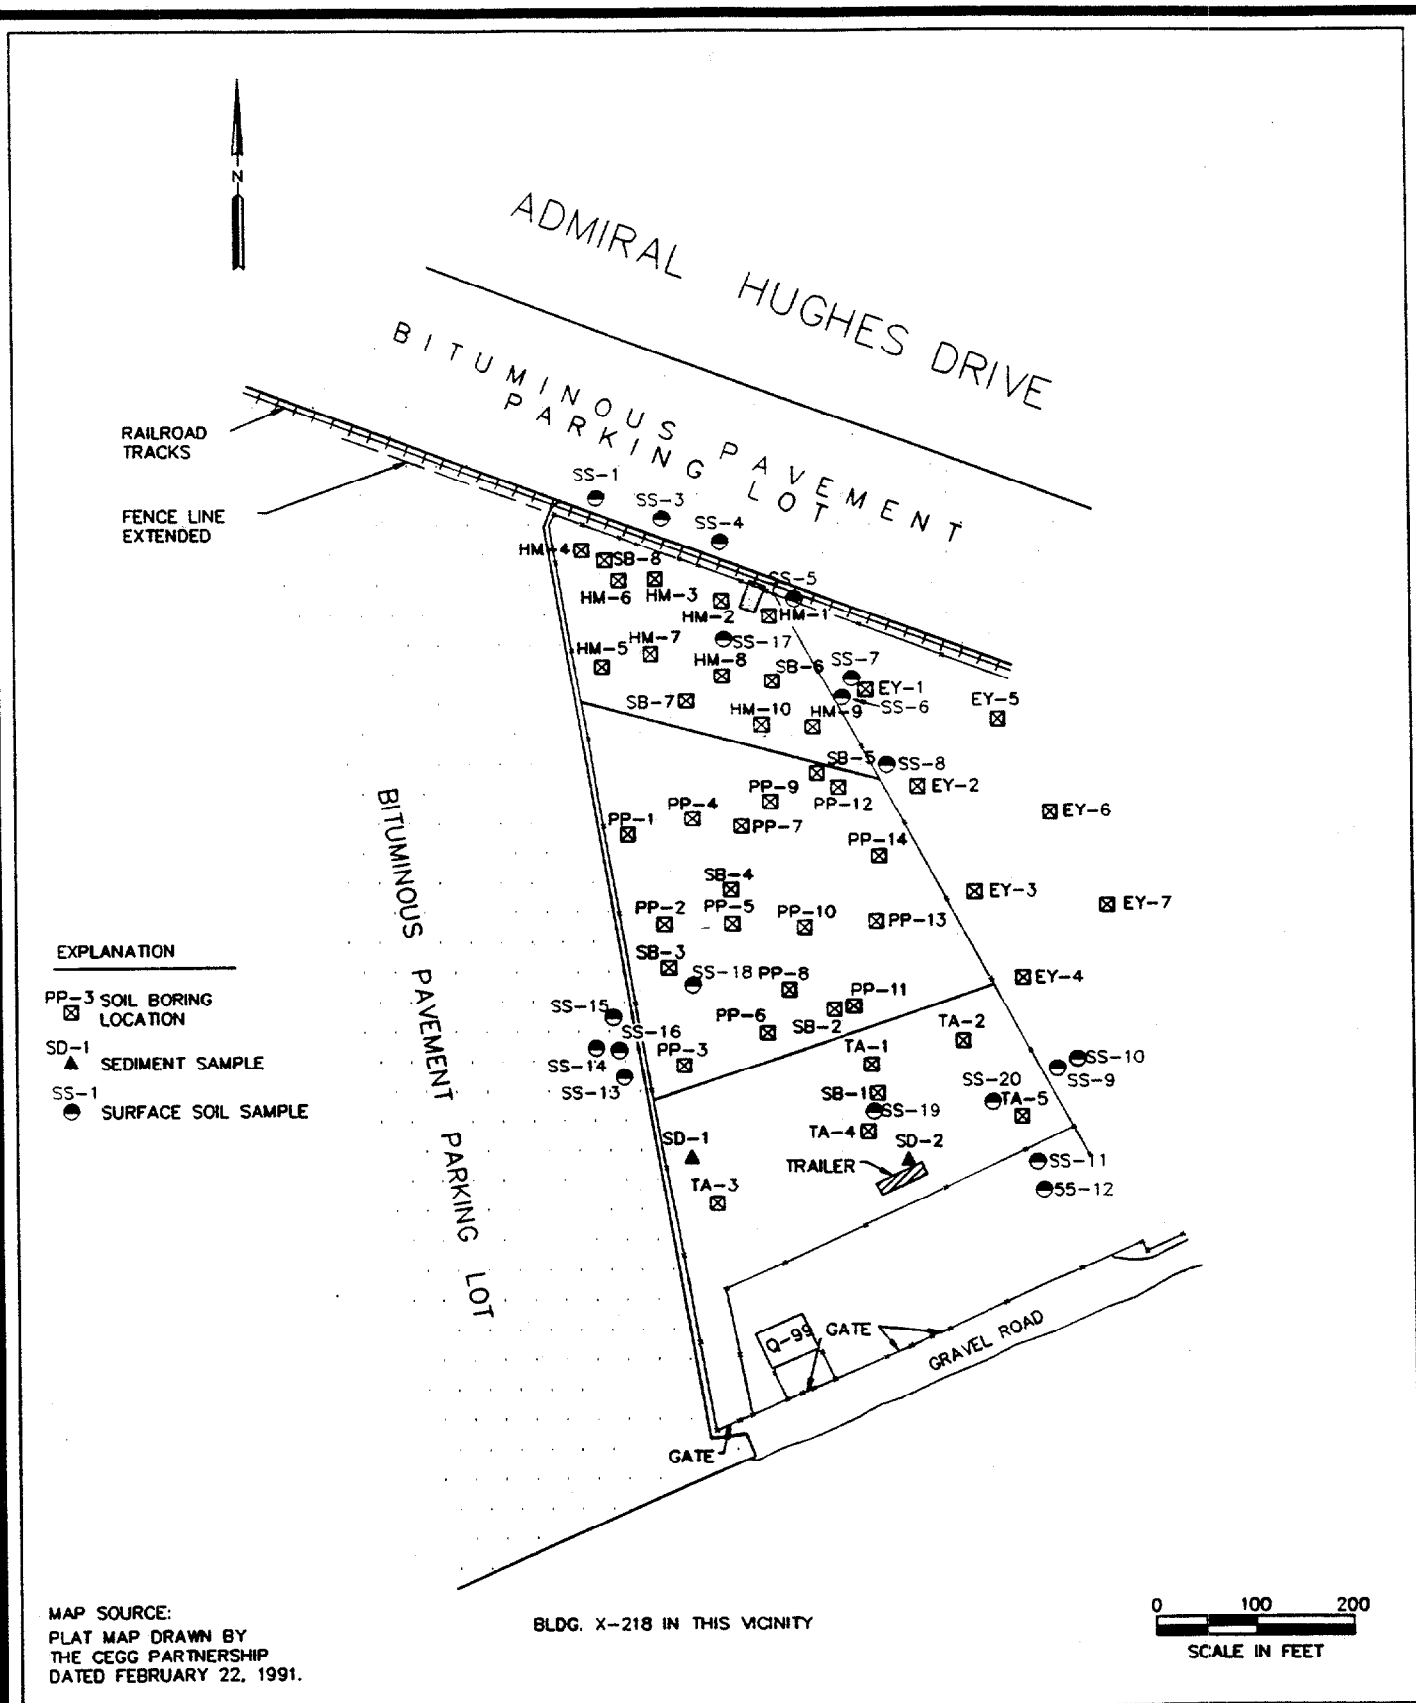 N
ADMIRAL HUGHES DRIVE
BITUMINOUS PAVEMENT
PARKING LOT
RAILROAD
TRACKS
FENCE LINE
EXTENDED
SS-1
SS-3
SS-4
SS-5
HM-4
SB-8
HM-6
HM-3
HM-2
HM-1
SS-17
HM-5
HM-7
HM-8
SB-6
SS-7
EY-1
SS-6
EY-5
SB-7
HM-10
HM-9
SB-5
SS-8
EY-2
PP-9
PP-12
EY-6
PP-1
PP-4
PP-7
PP-14
SB-4
EY-3
EY-7
PP-2
PP-5
PP-10
PP-13
SB-3
SS-18
PP-8
EY-4
PP-11
SS-15
SS-16
PP-6
SB-2
TA-2
SS-14
PP-3
TA-1
SS-10
SS-9
SS-13
SB-1
SS-20
SS-19
TA-5
TA-4
SD-1
SD-2
TRAILER
SS-11
TA-3
55-12
BITUMINOUS PAVEMENT PARKING LOT
EXPLANATION
PP-3 SOIL BORING
LOCATION
SD-1
SEDIMENT SAMPLE
SS-1
SURFACE SOIL SAMPLE
Q-99
GATE
GRAVEL ROAD
GATE
MAP SOURCE:
PLAT MAP DRAWN BY
THE CEGG PARTNERSHIP
DATED FEBRUARY 22, 1991.
BLDG. X-218 IN THIS VICINITY
0 100 200
SCALE IN FEET